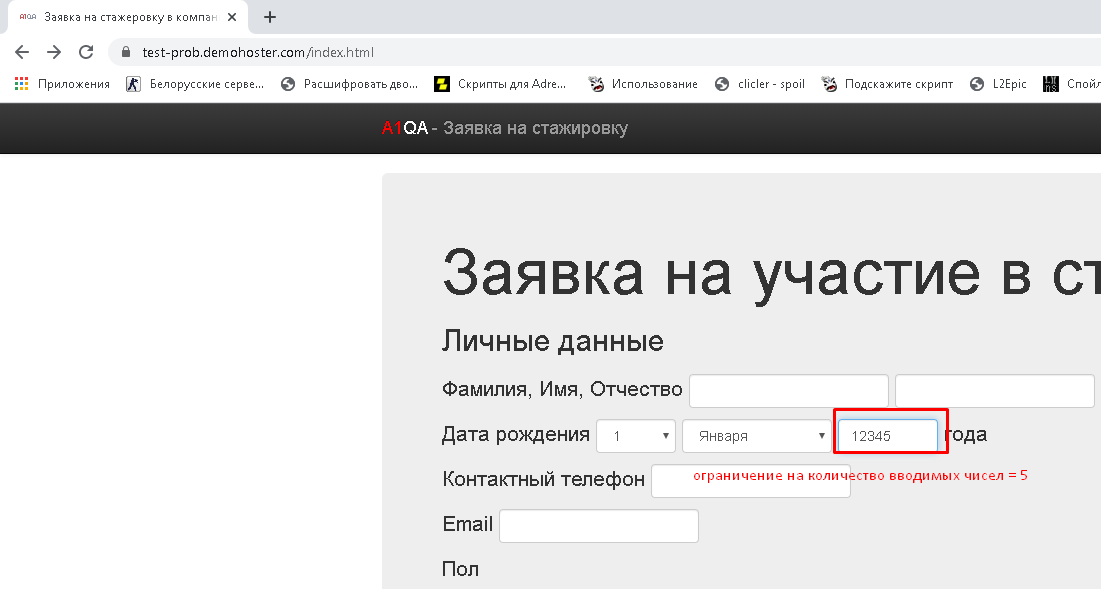 A1QA Заявка на стажеровку в компан
test-prob.demohoster.com/index.html
Приложения Белорусские серве... Расшифровать дво... Скрипты для Adre... Использование clicler - spoil Подскажите скрипт L2Epic Спойл
A1QA - Заявка на стажировку
Заявка на участие в ст
Личные данные
Фамилия, Имя, Отчество
Дата рождения 1 Января 12345 года
Контактный телефон
ограничение на количество вводимых чисел = 5
Email
Пол